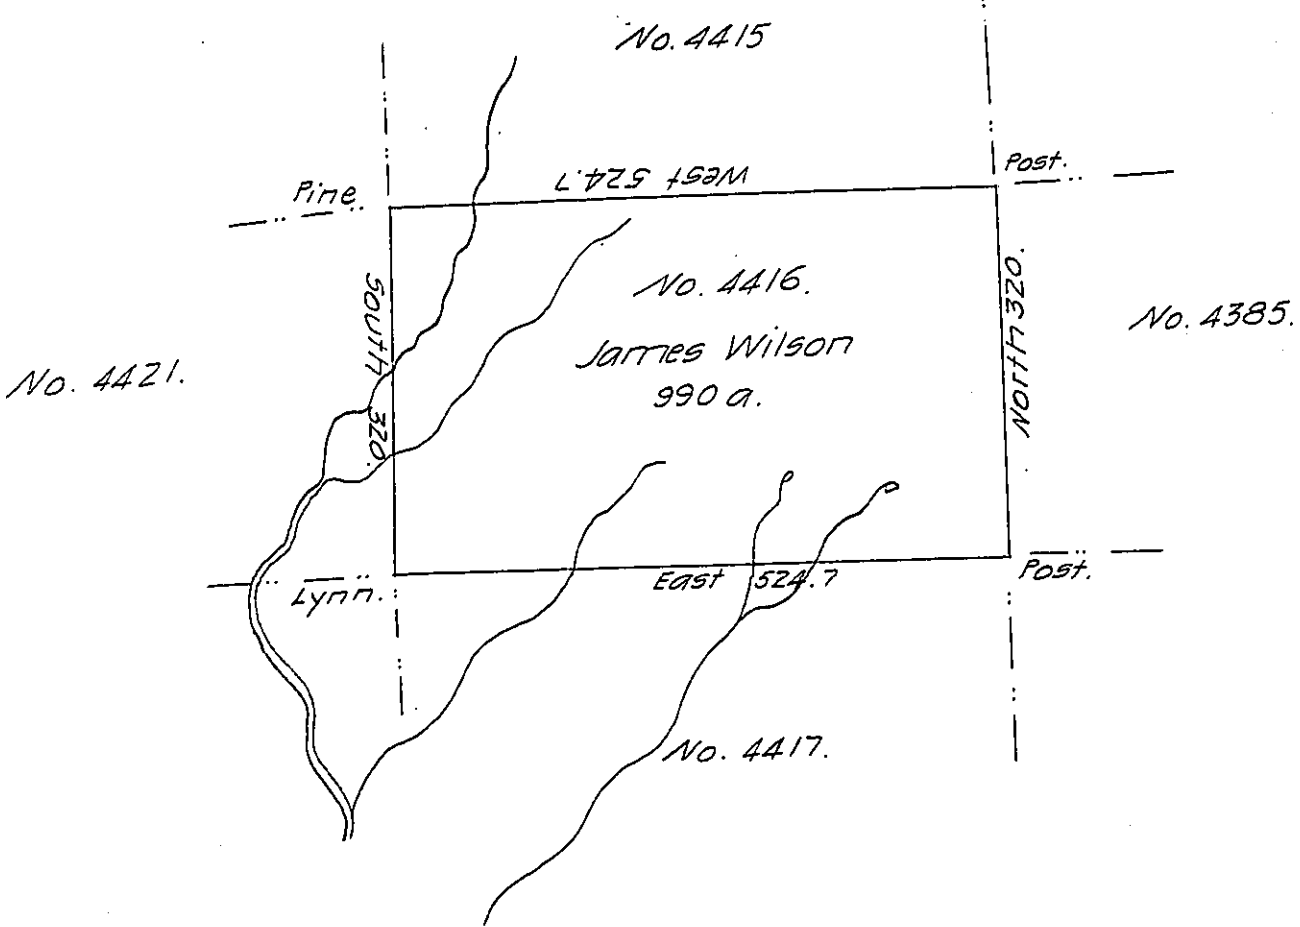 No. 4415
Post.
Pine
West 524.7
No. 4416.
South 320.
North 320.
No. 4385.
James Wilson
No. 4421.
990 a.
East 524.7
Post.
Lynn.
No. 4417.